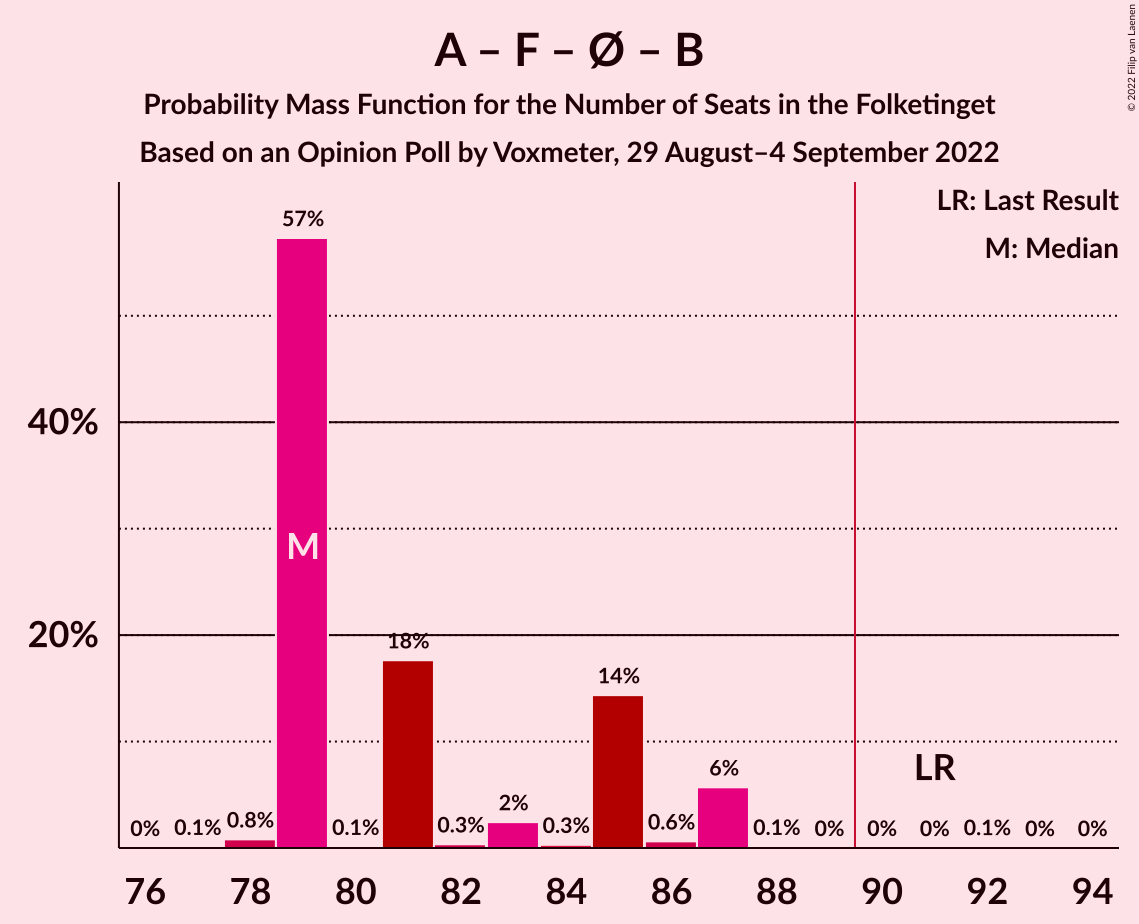 A – F – Ø – B
Probability Mass Function for the Number of Seats in the Folketinget
Based on an Opinion Poll by Voxmeter, 29 August–4 September 2022
© 2022 Filip van Laenen
LR: Last Result
M: Median
57%
40%
M
20%
18%
14%
LR
6%
0% 0.1% 0.8% 0.1% 0.3% 2% 0.3% 0.6% 0.1% 0% 0% 0% 0.1% 0% 0%
76 78 80 82 84 86 88 90 92 94